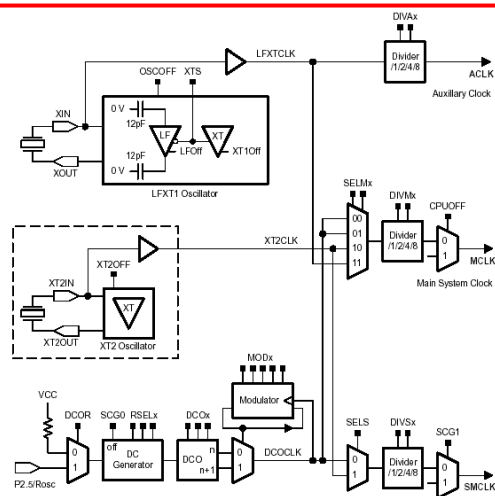 DIVAx
LFXTCLK
Divider
/1/2/4/8
ACLK
Auxillary Clock
OSCOFF XTS
XIN
0 V
12pF
LF
XT
LFOff
XT1Off
12pF
0 V
XOUT
LFXT1 Oscillator
SELMx
DIVMx
CPUOFF
00
01
10
11
Divider
/1/2/4/8
0
1
MCLK
Main System Clock
XT2CLK
XT2OFF
XT2IN
XT
XT2OUT
XT2 Oscillator
MODx
Modulator
VCC
DCOR
SCG0 RSELx
DCOx
off
DC
Generator
DCO
n
n+1
0
1
0
1
DCOCLK
P2.5/Rosc
SELS
DIVSx
SCG1
0
1
Divider
/1/2/4/8
0
1
SMCLK